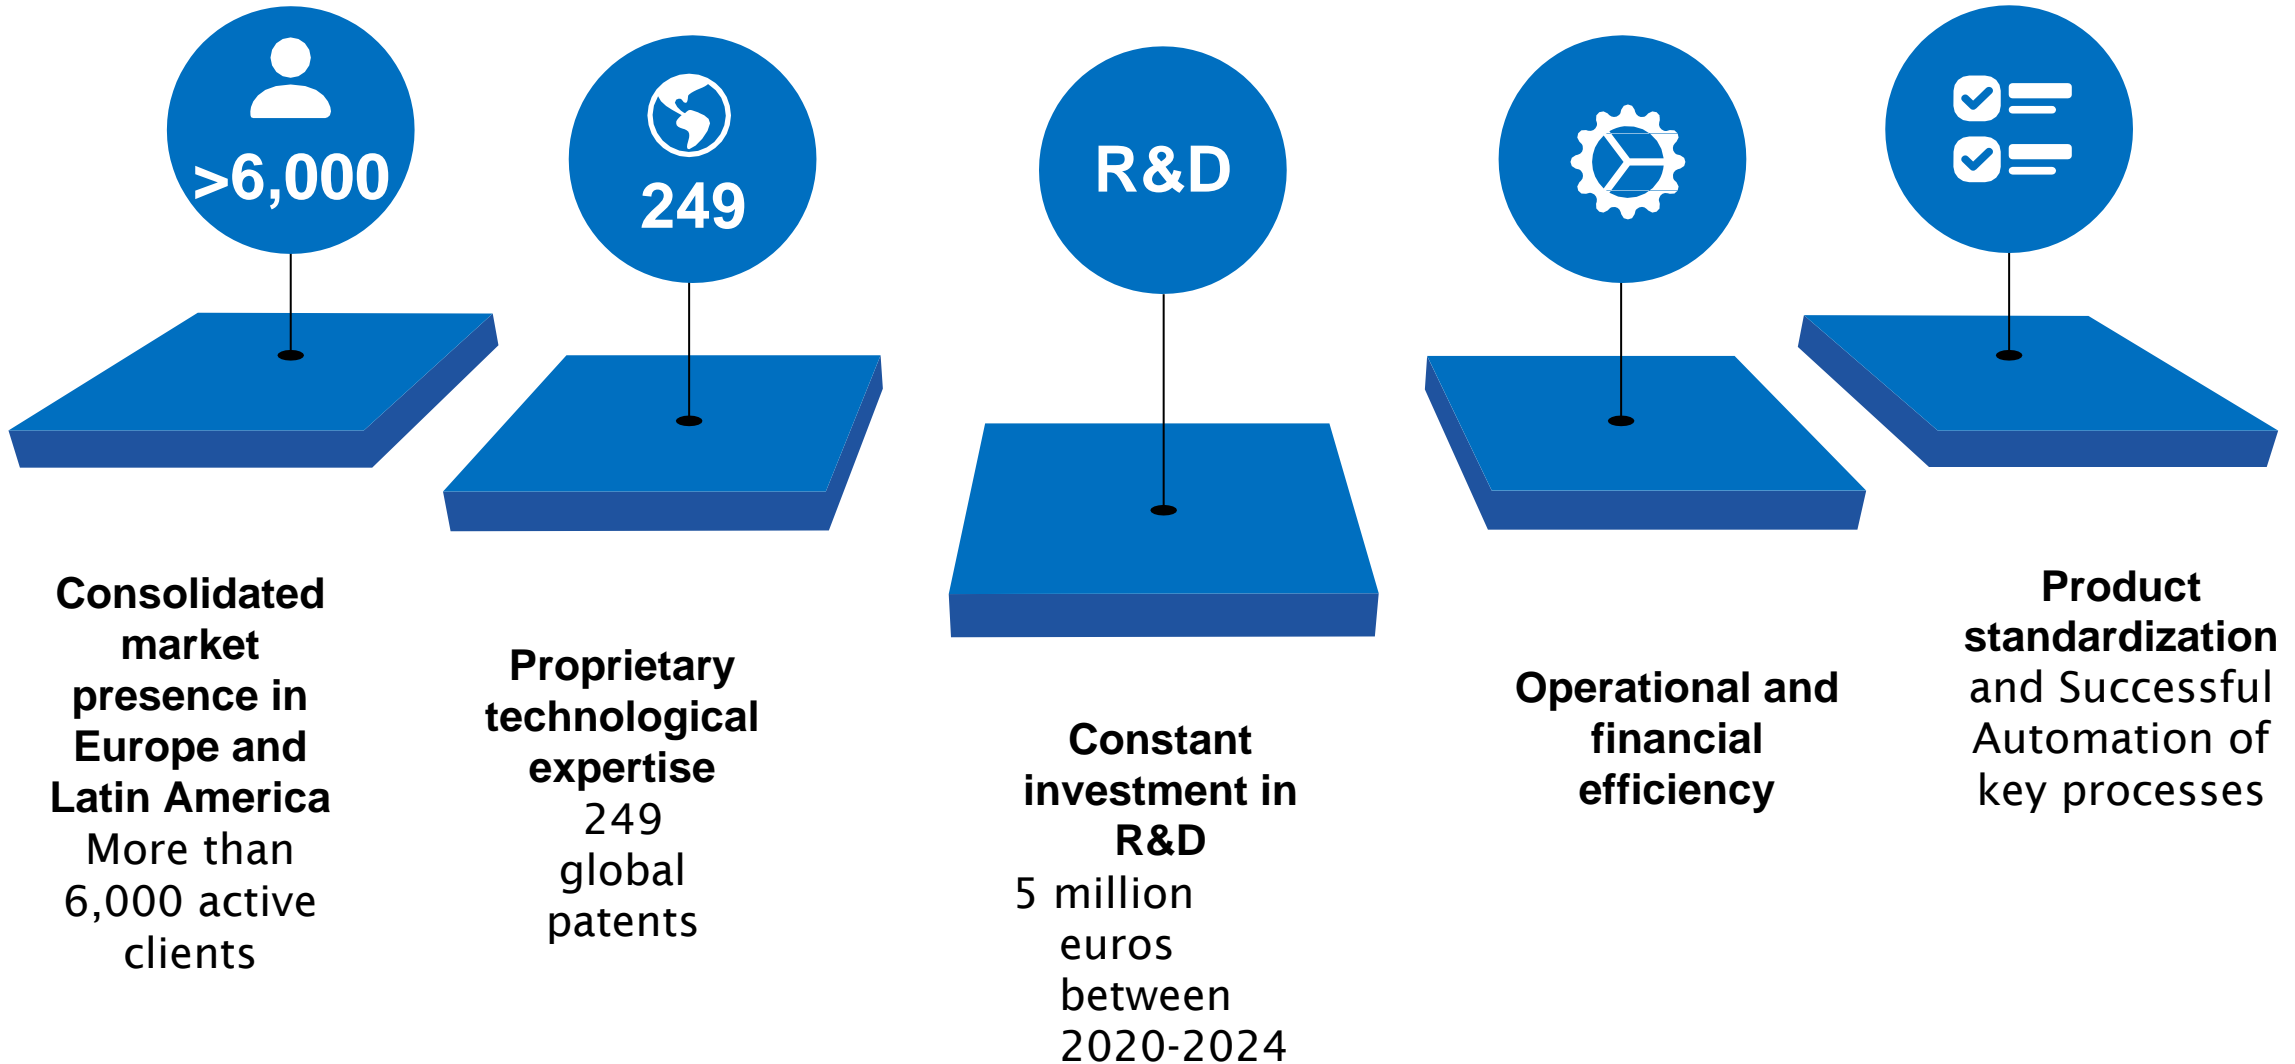 >6,000
249
R&D
Consolidated
market
presence in
Europe and
Latin America
More than
6,000 active
clients
Proprietary
technological
expertise
249
global
patents
Constant
investment in
R&D
5 million
euros
between
2020-2024
Operational and
financial
efficiency
Product
standardization
and Successful
Automation of
key processes